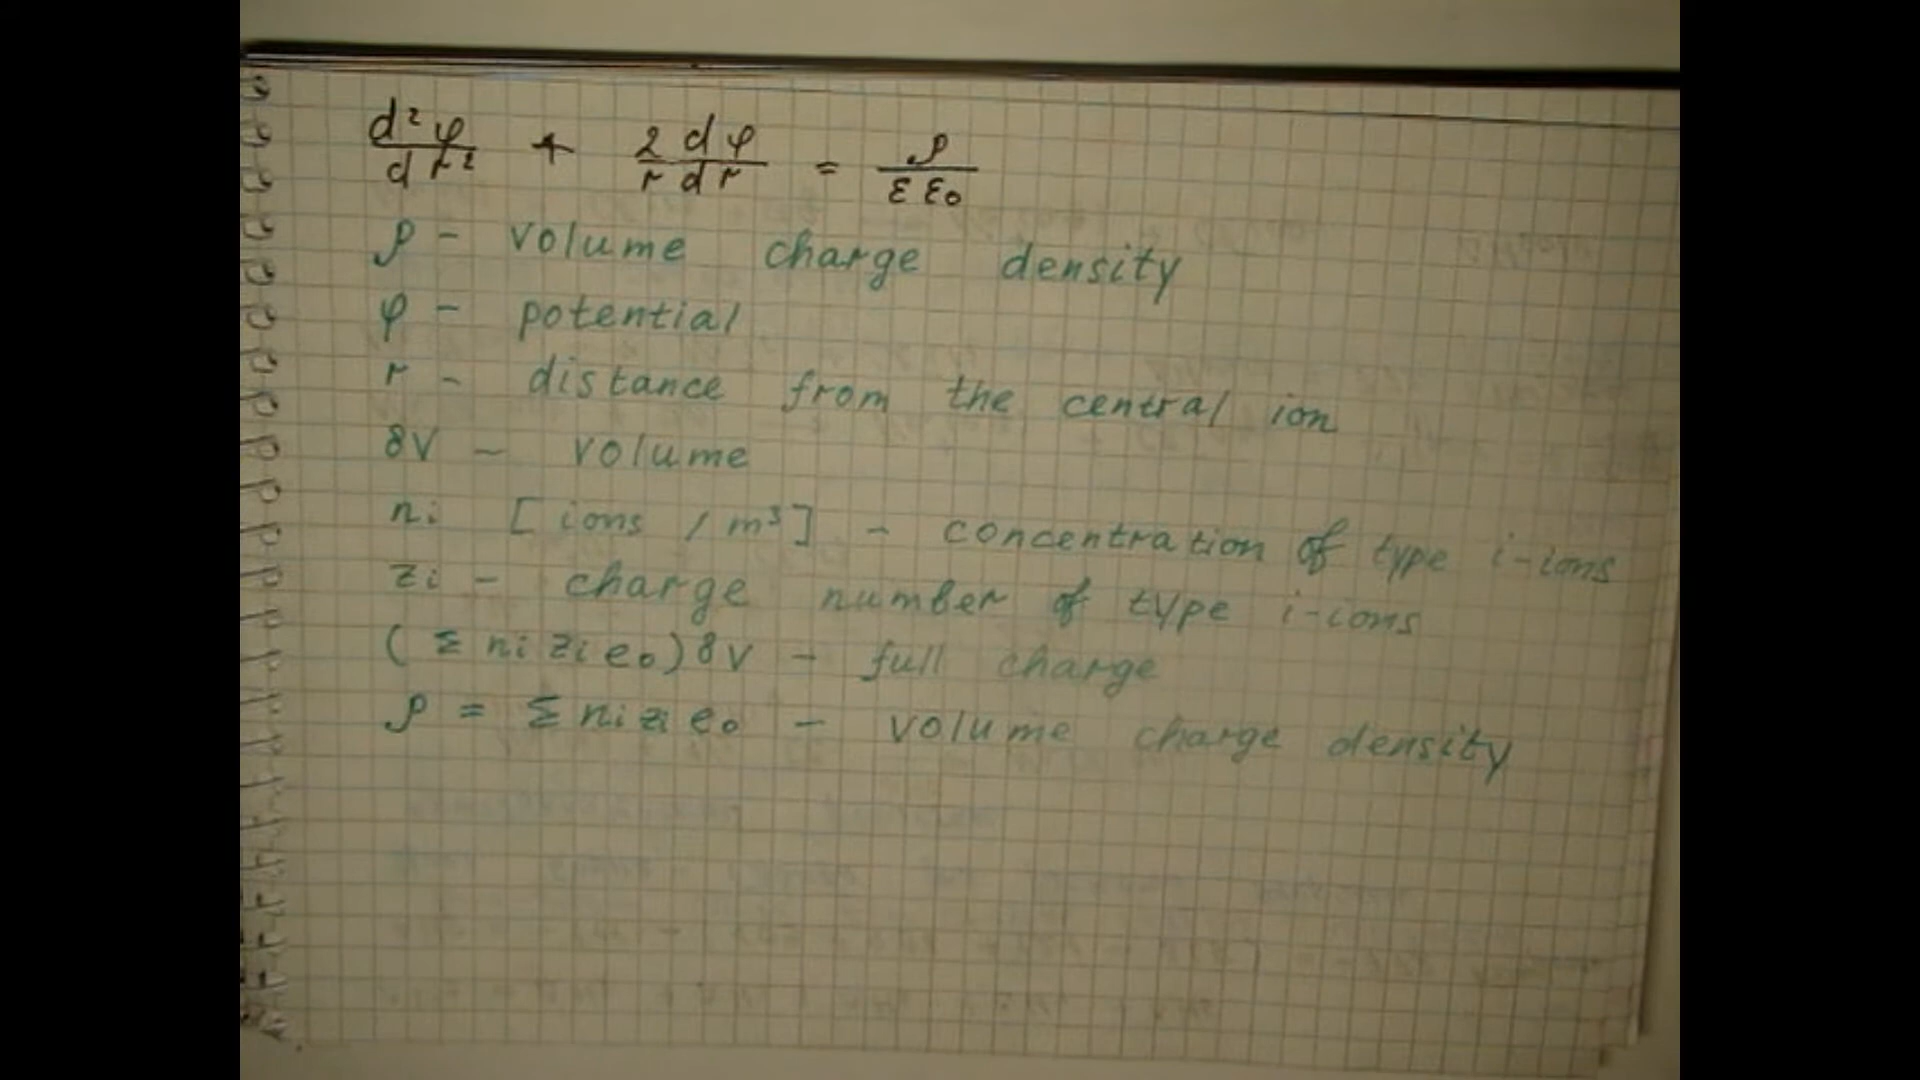 d²φ/dr² + 2/r dφ/dr = ρ/εε₀
ρ - volume charge density
φ - potential
r - distance from the central ion
δV - volume
nᵢ [ions / m³] - concentration of type i-ions
zᵢ - charge number of type i-ions
(Σ nᵢ zᵢ e₀) δV - full charge
ρ = Σ nᵢ zᵢ e₀ - volume charge density